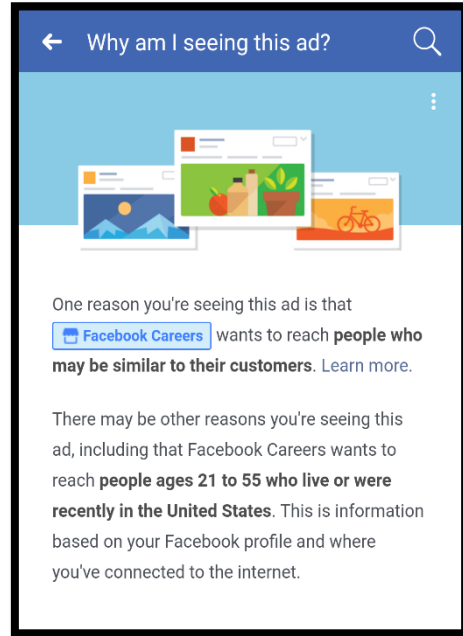 Why am I seeing this ad?
One reason you're seeing this ad is that
Facebook Careers wants to reach people who
may be similar to their customers. Learn more.
There may be other reasons you're seeing this
ad, including that Facebook Careers wants to
reach people ages 21 to 55 who live or were
recently in the United States. This is information
based on your Facebook profile and where
you've connected to the internet.